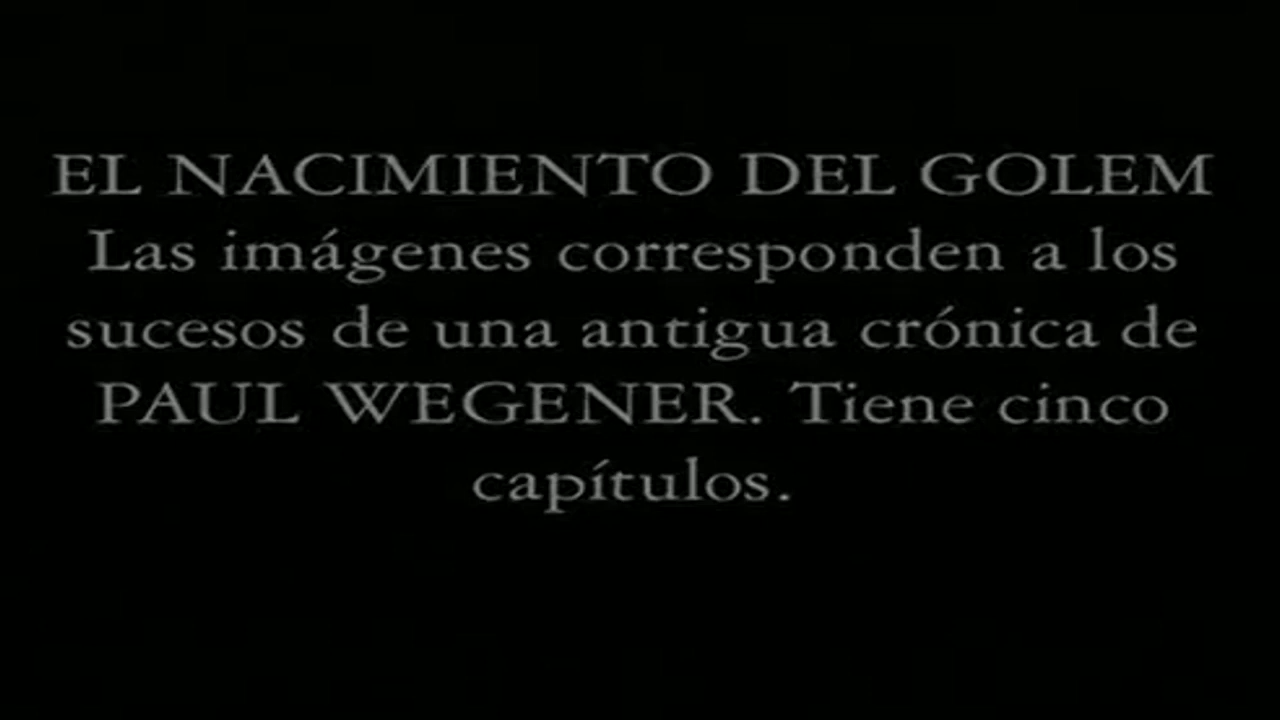 EL NACIMIENTO DEL GOLEM
Las imágenes corresponden a los
sucesos de una antigua crónica de
PAUL WEGENER. Tiene cinco
capítulos.